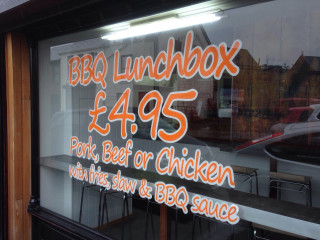 BBQ Lunchbox
£4.95
Pork, Beef or Chicken
with fries, slaw & BBQ sauce